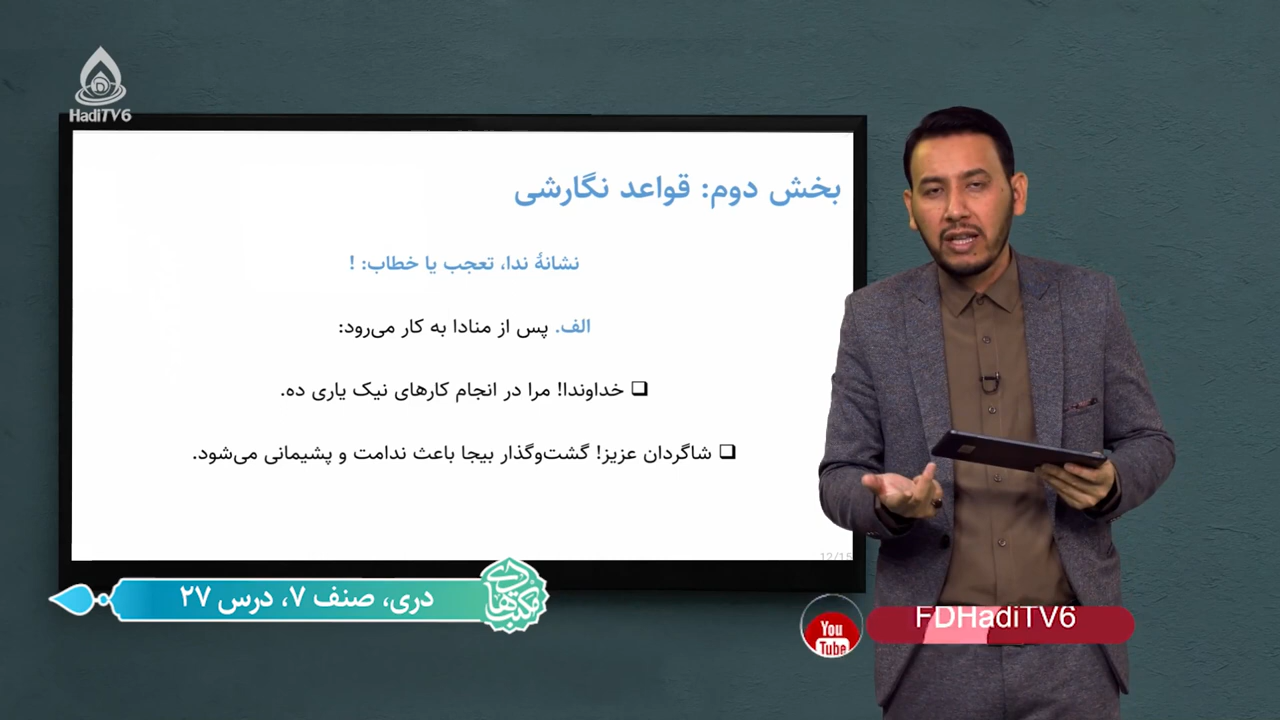 HadiTV6
بخش دوم: قواعد نگارشی
نشانهٔ ندا، تعجب یا خطاب: !
الف. پس از منادا به کار می‌رود:
❑ خداوندا! مرا در انجام کارهای نیک یاری ده.
❑ شاگردان عزیز! گشت‌وگذار بیجا باعث ندامت و پشیمانی می‌شود.
12/15
دری، صنف ۷، درس ۲۷
You
Tube
FDHadiTV6